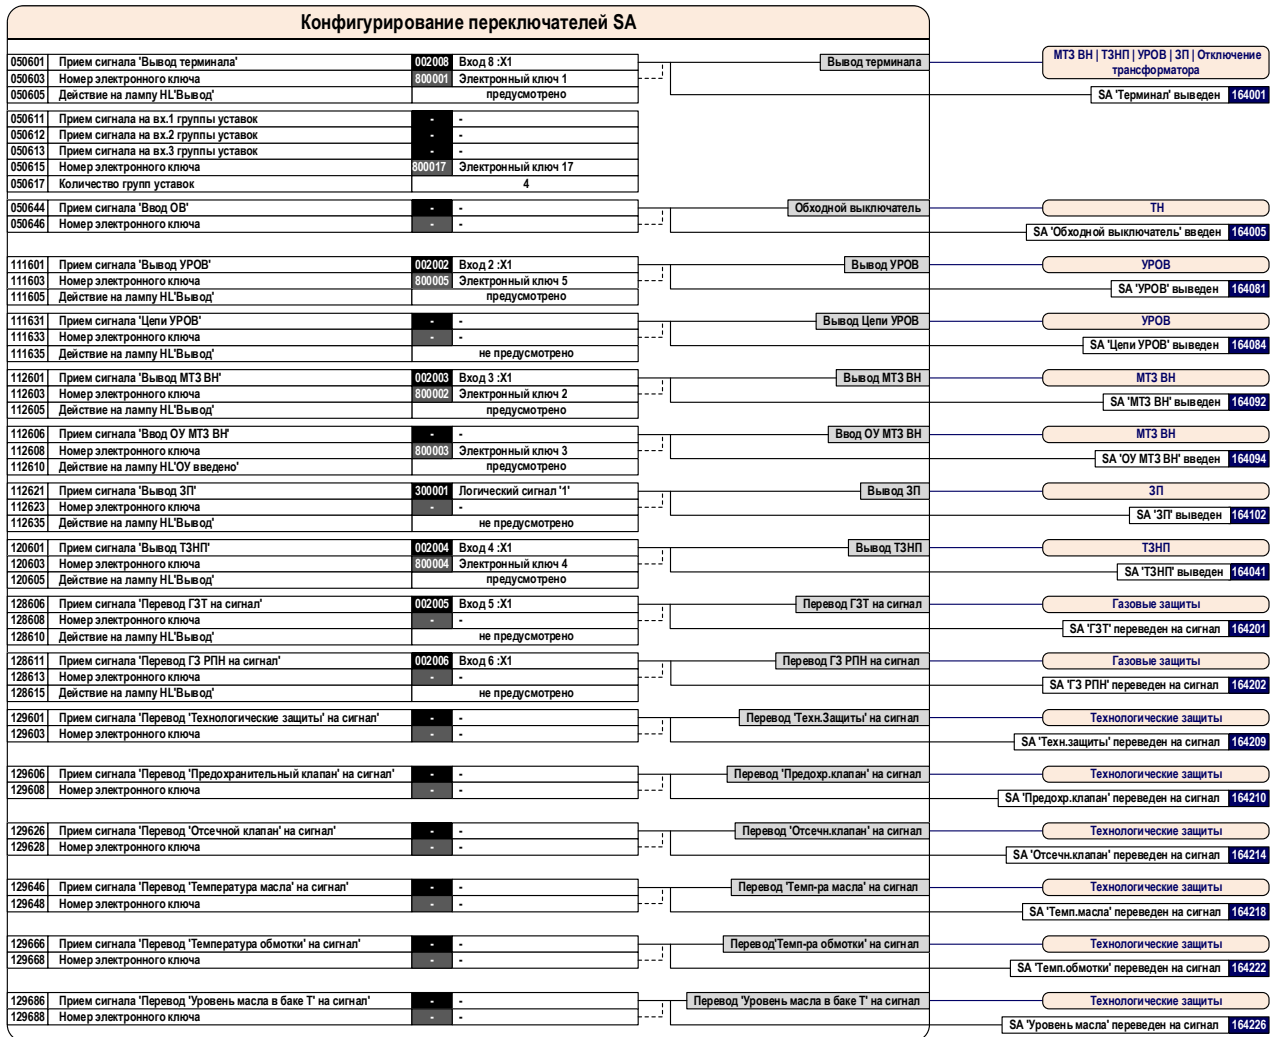 Конфигурирование переключателей SA
050601 Прием сигнала 'Вывод терминала' 002008 Вход 8 :X1 Вывод терминала МТЗ ВН | ТЗНП | УРОВ | ЗП | Отключение трансформатора
050603 Номер электронного ключа 800001 Электронный ключ 1
050605 Действие на лампу HL'Вывод' предусмотрено SA 'Терминал' выведен 164001
050611 Прием сигнала на вх.1 группы уставок - -
050612 Прием сигнала на вх.2 группы уставок - -
050613 Прием сигнала на вх.3 группы уставок - -
050615 Номер электронного ключа 800017 Электронный ключ 17
050617 Количество групп уставок 4
050644 Прием сигнала 'Ввод ОВ' - - Обходной выключатель ТН
050646 Номер электронного ключа - -
SA 'Обходной выключатель' введен 164005
111601 Прием сигнала 'Вывод УРОВ' 002002 Вход 2 :X1 Вывод УРОВ УРОВ
111603 Номер электронного ключа 800005 Электронный ключ 5
111605 Действие на лампу HL'Вывод' предусмотрено SA 'УРОВ' выведен 164081
111631 Прием сигнала 'Цепи УРОВ' - - Вывод Цепи УРОВ УРОВ
111633 Номер электронного ключа - -
111635 Действие на лампу HL'Вывод' не предусмотрено SA 'Цепи УРОВ' выведен 164084
112601 Прием сигнала 'Вывод МТЗ ВН' 002003 Вход 3 :X1 Вывод МТЗ ВН МТЗ ВН
112603 Номер электронного ключа 800002 Электронный ключ 2
112605 Действие на лампу HL'Вывод' предусмотрено SA 'МТЗ ВН' выведен 164092
112606 Прием сигнала 'Ввод ОУ МТЗ ВН' - - Ввод ОУ МТЗ ВН МТЗ ВН
112608 Номер электронного ключа 800003 Электронный ключ 3
112610 Действие на лампу HL'ОУ введено' предусмотрено SA 'ОУ МТЗ ВН' введен 164094
112621 Прием сигнала 'Вывод ЗП' 300001 Логический сигнал '1' Вывод ЗП ЗП
112623 Номер электронного ключа - -
112635 Действие на лампу HL'Вывод' не предусмотрено SA 'ЗП' выведен 164102
120601 Прием сигнала 'Вывод ТЗНП' 002004 Вход 4 :X1 Вывод ТЗНП ТЗНП
120603 Номер электронного ключа 800004 Электронный ключ 4
120605 Действие на лампу HL'Вывод' предусмотрено SA 'ТЗНП' выведен 164041
128606 Прием сигнала 'Перевод ГЗТ на сигнал' 002005 Вход 5 :X1 Перевод ГЗТ на сигнал Газовые защиты
128608 Номер электронного ключа - -
128610 Действие на лампу HL'Вывод' не предусмотрено SA 'ГЗТ' переведен на сигнал 164201
128611 Прием сигнала 'Перевод ГЗ РПН на сигнал' 002006 Вход 6 :X1 Перевод ГЗ РПН на сигнал Газовые защиты
128613 Номер электронного ключа - -
128615 Действие на лампу HL'Вывод' не предусмотрено SA 'ГЗ РПН' переведен на сигнал 164202
129601 Прием сигнала 'Перевод 'Технологические защиты' на сигнал' - - Перевод 'Техн.Защиты' на сигнал Технологические защиты
129603 Номер электронного ключа - -
SA 'Техн.защиты' переведен на сигнал 164209
129606 Прием сигнала 'Перевод 'Предохранительный клапан' на сигнал' - - Перевод 'Предохр.клапан' на сигнал Технологические защиты
129608 Номер электронного ключа - -
SA 'Предохр.клапан' переведен на сигнал 164210
129626 Прием сигнала 'Перевод 'Отсечной клапан' на сигнал' - - Перевод 'Отсечн.клапан' на сигнал Технологические защиты
129628 Номер электронного ключа - -
SA 'Отсечн.клапан' переведен на сигнал 164214
129646 Прием сигнала 'Перевод 'Температура масла' на сигнал' - - Перевод 'Темп-ра масла' на сигнал Технологические защиты
129648 Номер электронного ключа - -
SA 'Темп.масла' переведен на сигнал 164218
129666 Прием сигнала 'Перевод 'Температура обмотки' на сигнал' - - Перевод'Темп-ра обмотки' на сигнал Технологические защиты
129668 Номер электронного ключа - -
SA 'Темп.обмотки' переведен на сигнал 164222
129686 Прием сигнала 'Перевод 'Уровень масла в баке Т' на сигнал' - - Перевод 'Уровень масла в баке Т' на сигнал Технологические защиты
129688 Номер электронного ключа - -
SA 'Уровень масла' переведен на сигнал 164226